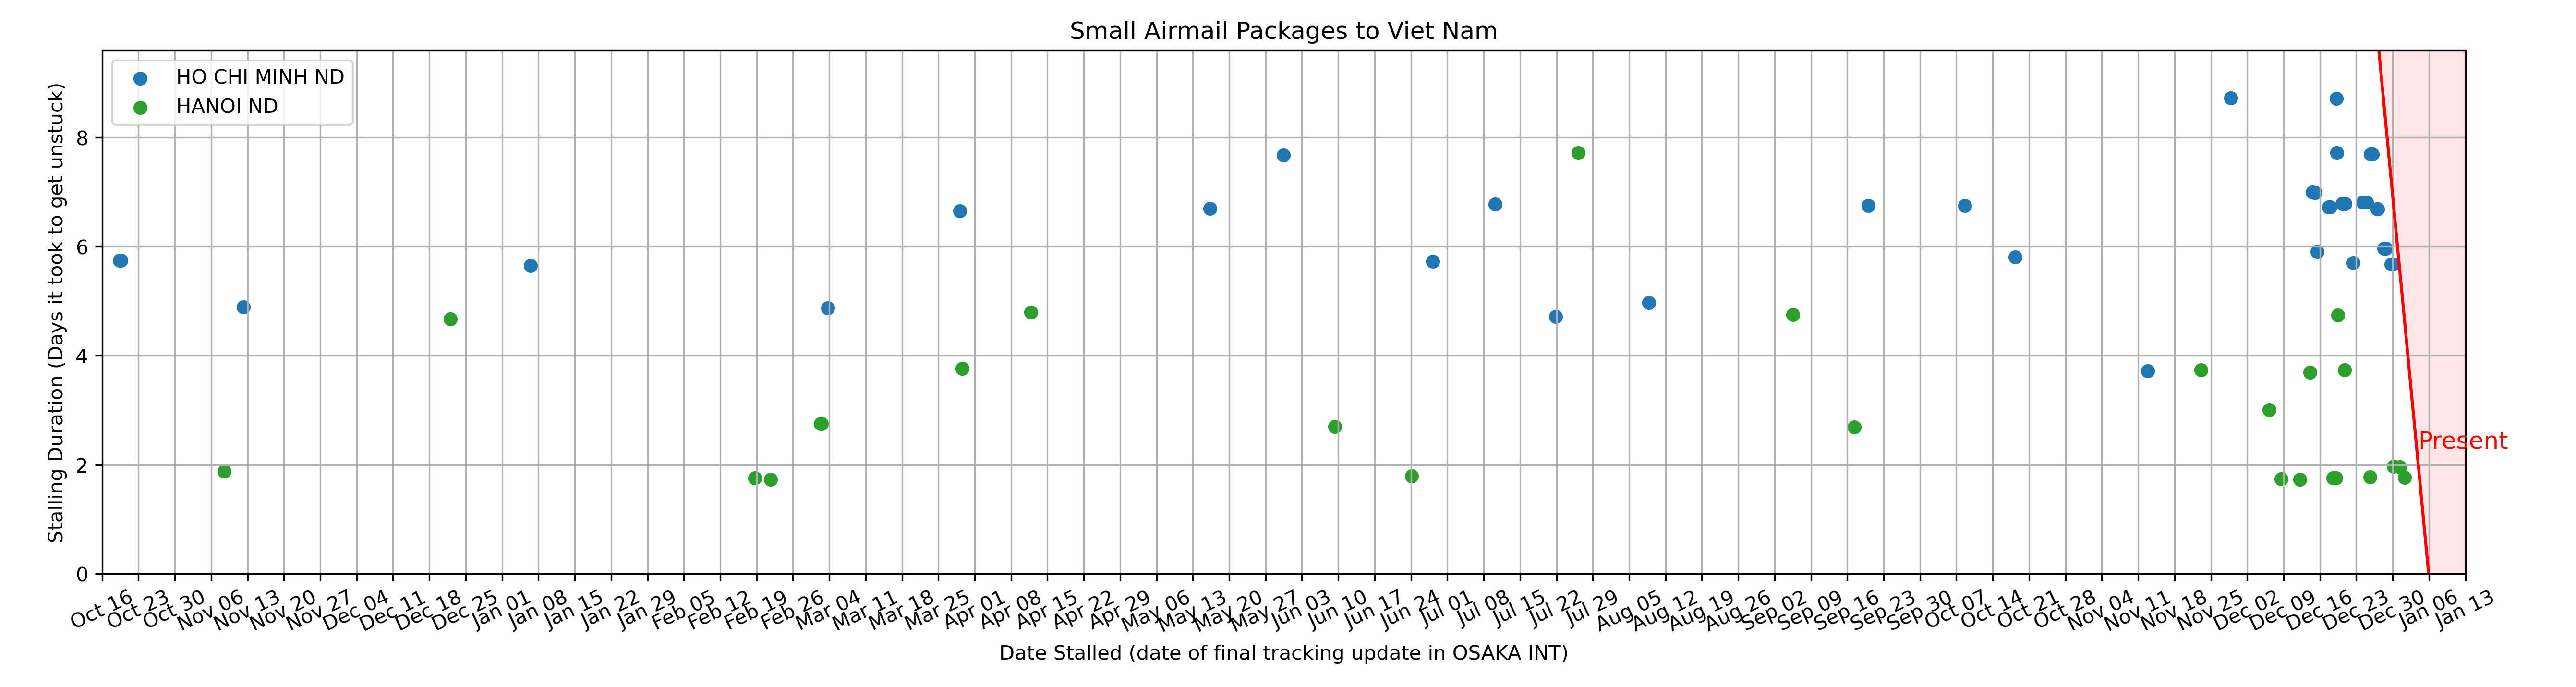 Small Airmail Packages to Viet Nam
HO CHI MINH ND
HANOI ND
Stalling Duration (Days it took to get unstuck)
8
6
4
2
0
Present
Oct 16 Oct 23 Oct 30 Nov 06 Nov 13 Nov 20 Nov 27 Dec 04 Dec 11 Dec 18 Dec 25 Jan 01 Jan 08 Jan 15 Jan 22 Jan 29 Feb 05 Feb 12 Feb 19 Feb 26 Mar 04 Mar 11 Mar 18 Mar 25 Apr 01 Apr 08 Apr 15 Apr 22 Apr 29 May 06 May 13 May 20 May 27 Jun 03 Jun 10 Jun 17 Jun 24 Jul 01 Jul 08 Jul 15 Jul 22 Jul 29 Aug 05 Aug 12 Aug 19 Aug 26 Sep 02 Sep 09 Sep 16 Sep 23 Sep 30 Oct 07 Oct 14 Oct 21 Oct 28 Nov 04 Nov 11 Nov 18 Nov 25 Dec 02 Dec 09 Dec 16 Dec 23 Dec 30 Jan 06 Jan 13
Date Stalled (date of final tracking update in OSAKA INT)